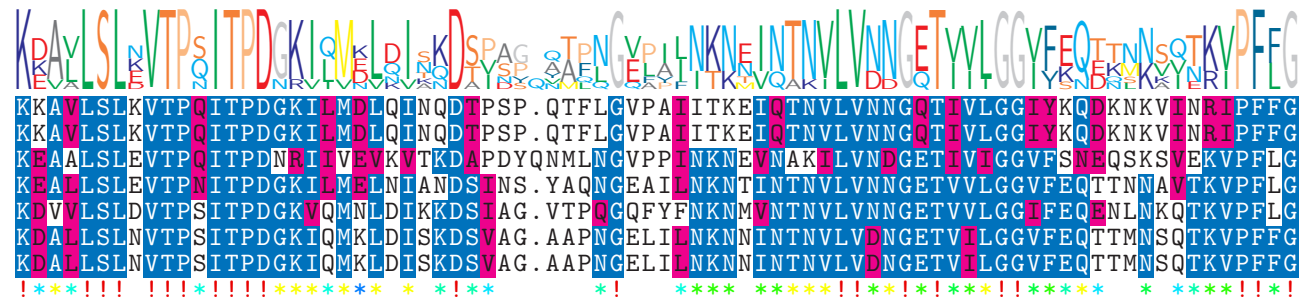 KKAVLSLKVTPQITPDGKILMDLQINQDTPSP.QTFLGVPAIITKEIQTNVLVNNGQTIVLGGIYKQDKNKVINRIPFFG
KKAVLSLKVTPQITPDGKILMDLQINQDTPSP.QTFLGVPAIITKEIQTNVLVNNGQTIVLGGIYKQDKNKVINRIPFFG
KEAALSLEVTPQITPDNRIIVEVKVTKDAPDYQNMLNGVPPINKNEVNAKILVNDGETIVIGGVFSNEQSKSVEKVPFLG
KEALLSLEVTPNITPDGKILMELNIANDSINS.YAQNGEAILNKNTINTNVLVNNGETVVLGGVFEQTTNNAVTKVPFLG
KDVVLSLDVTPSITPDGKVQMNLDIKKDSIAG.VTPQGQFYFNKNMVNTNVLVNNGETVVLGGIFEQENLNKQTKVPFLG
KDALLSLNVTPSITPDGKIQMKLDISKDSVAG.AAPNGELILNKNNINTNVLVDNGETVILGGVFEQTTMNSQTKVPFFG
KDALLSLNVTPSITPDGKIQMKLDISKDSVAG.AAPNGELILNKNNINTNVLVDNGETVILGGVFEQTTMNSQTKVPFFG